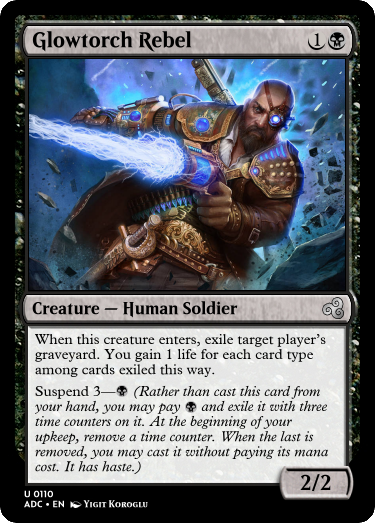 Glowtorch Rebel 1
Creature — Human Soldier
When this creature enters, exile target player's
graveyard. You gain 1 life for each card type
among cards exiled this way.
Suspend 3— (Rather than cast this card from
your hand, you may pay and exile it with three
time counters on it. At the beginning of your
upkeep, remove a time counter. When the last is
removed, you may cast it without paying its mana
cost. It has haste.)
2/2
U 0110
ADC • EN Yigit Koroglu